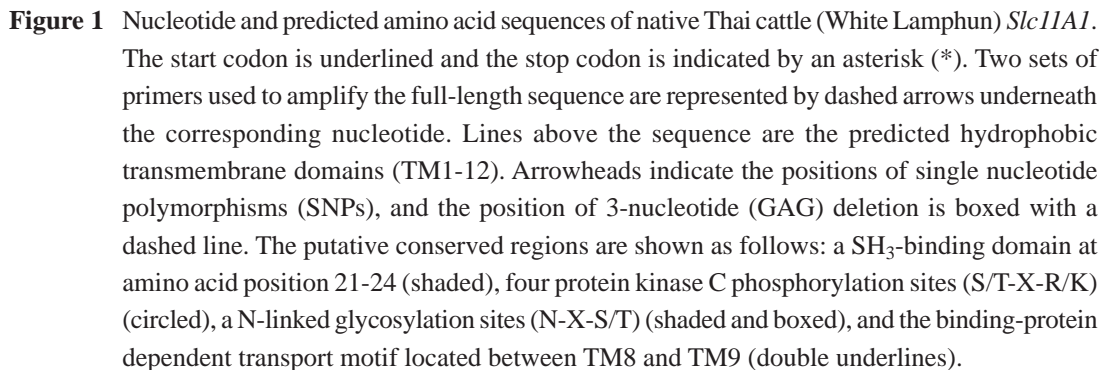 Figure 1 Nucleotide and predicted amino acid sequences of native Thai cattle (White Lamphun) Slc11A1.
The start codon is underlined and the stop codon is indicated by an asterisk (*). Two sets of
primers used to amplify the full-length sequence are represented by dashed arrows underneath
the corresponding nucleotide. Lines above the sequence are the predicted hydrophobic
transmembrane domains (TM1-12). Arrowheads indicate the positions of single nucleotide
polymorphisms (SNPs), and the position of 3-nucleotide (GAG) deletion is boxed with a
dashed line. The putative conserved regions are shown as follows: a SH₃-binding domain at
amino acid position 21-24 (shaded), four protein kinase C phosphorylation sites (S/T-X-R/K)
(circled), a N-linked glycosylation sites (N-X-S/T) (shaded and boxed), and the binding-protein
dependent transport motif located between TM8 and TM9 (double underlines).